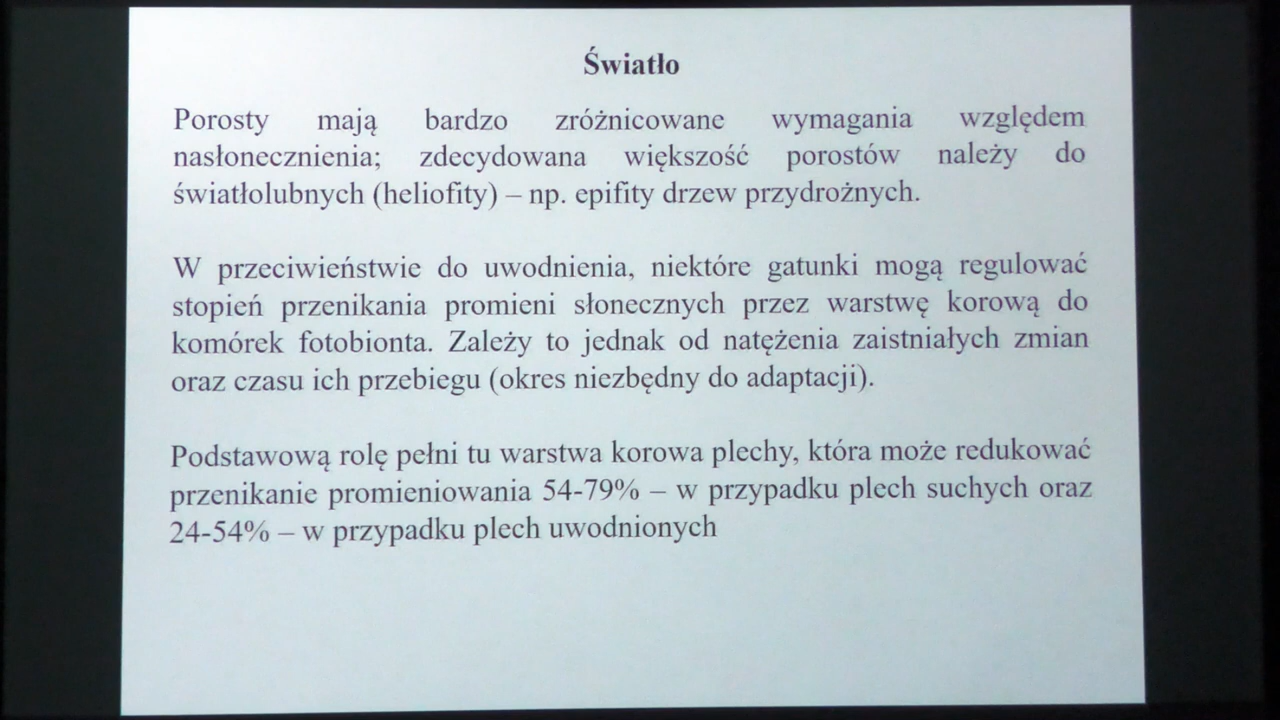 Światło
Porosty mają bardzo zróżnicowane wymagania względem
nasłonecznienia; zdecydowana większość porostów należy do
światłolubnych (heliofity) – np. epifity drzew przydrożnych.
W przeciwieństwie do uwodnienia, niektóre gatunki mogą regulować
stopień przenikania promieni słonecznych przez warstwę korową do
komórek fotobionta. Zależy to jednak od natężenia zaistniałych zmian
oraz czasu ich przebiegu (okres niezbędny do adaptacji).
Podstawową rolę pełni tu warstwa korowa plechy, która może redukować
przenikanie promieniowania 54-79% – w przypadku plech suchych oraz
24-54% – w przypadku plech uwodnionych